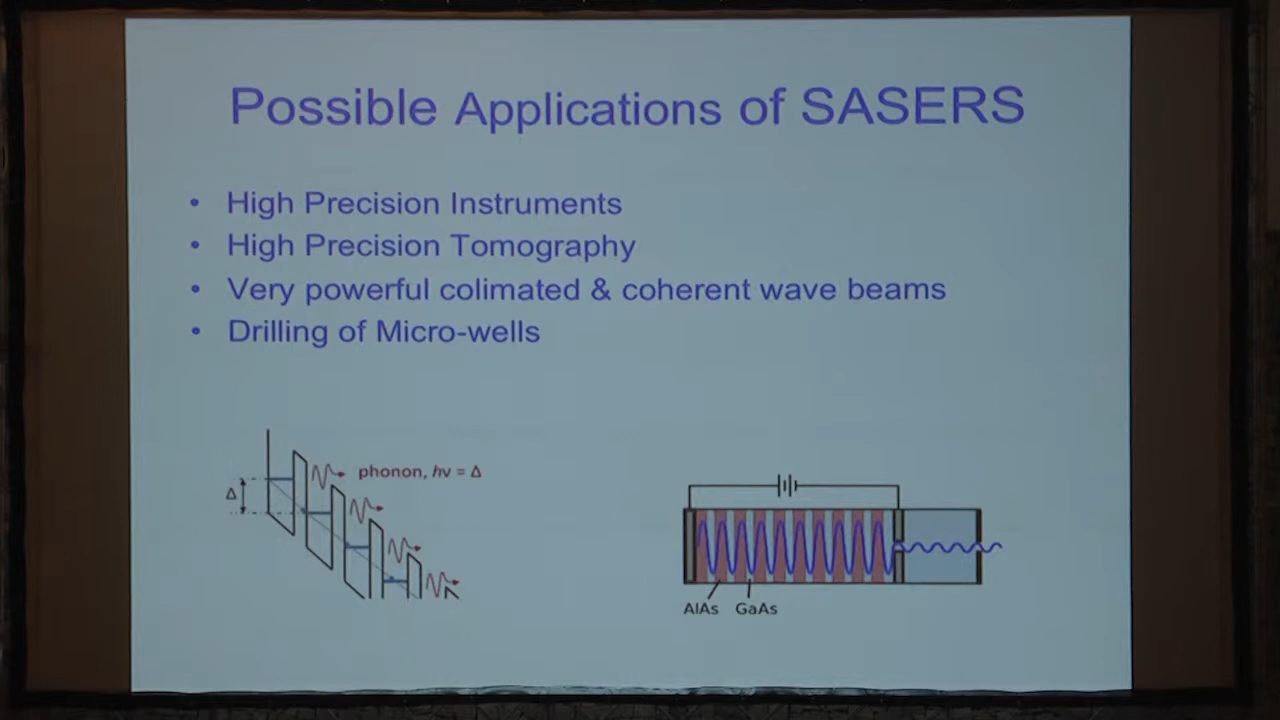 Possible Applications of SASERS
• High Precision Instruments
• High Precision Tomography
• Very powerful colimated & coherent wave beams
• Drilling of Micro-wells
phonon, hν = Δ
Δ
AlAs GaAs